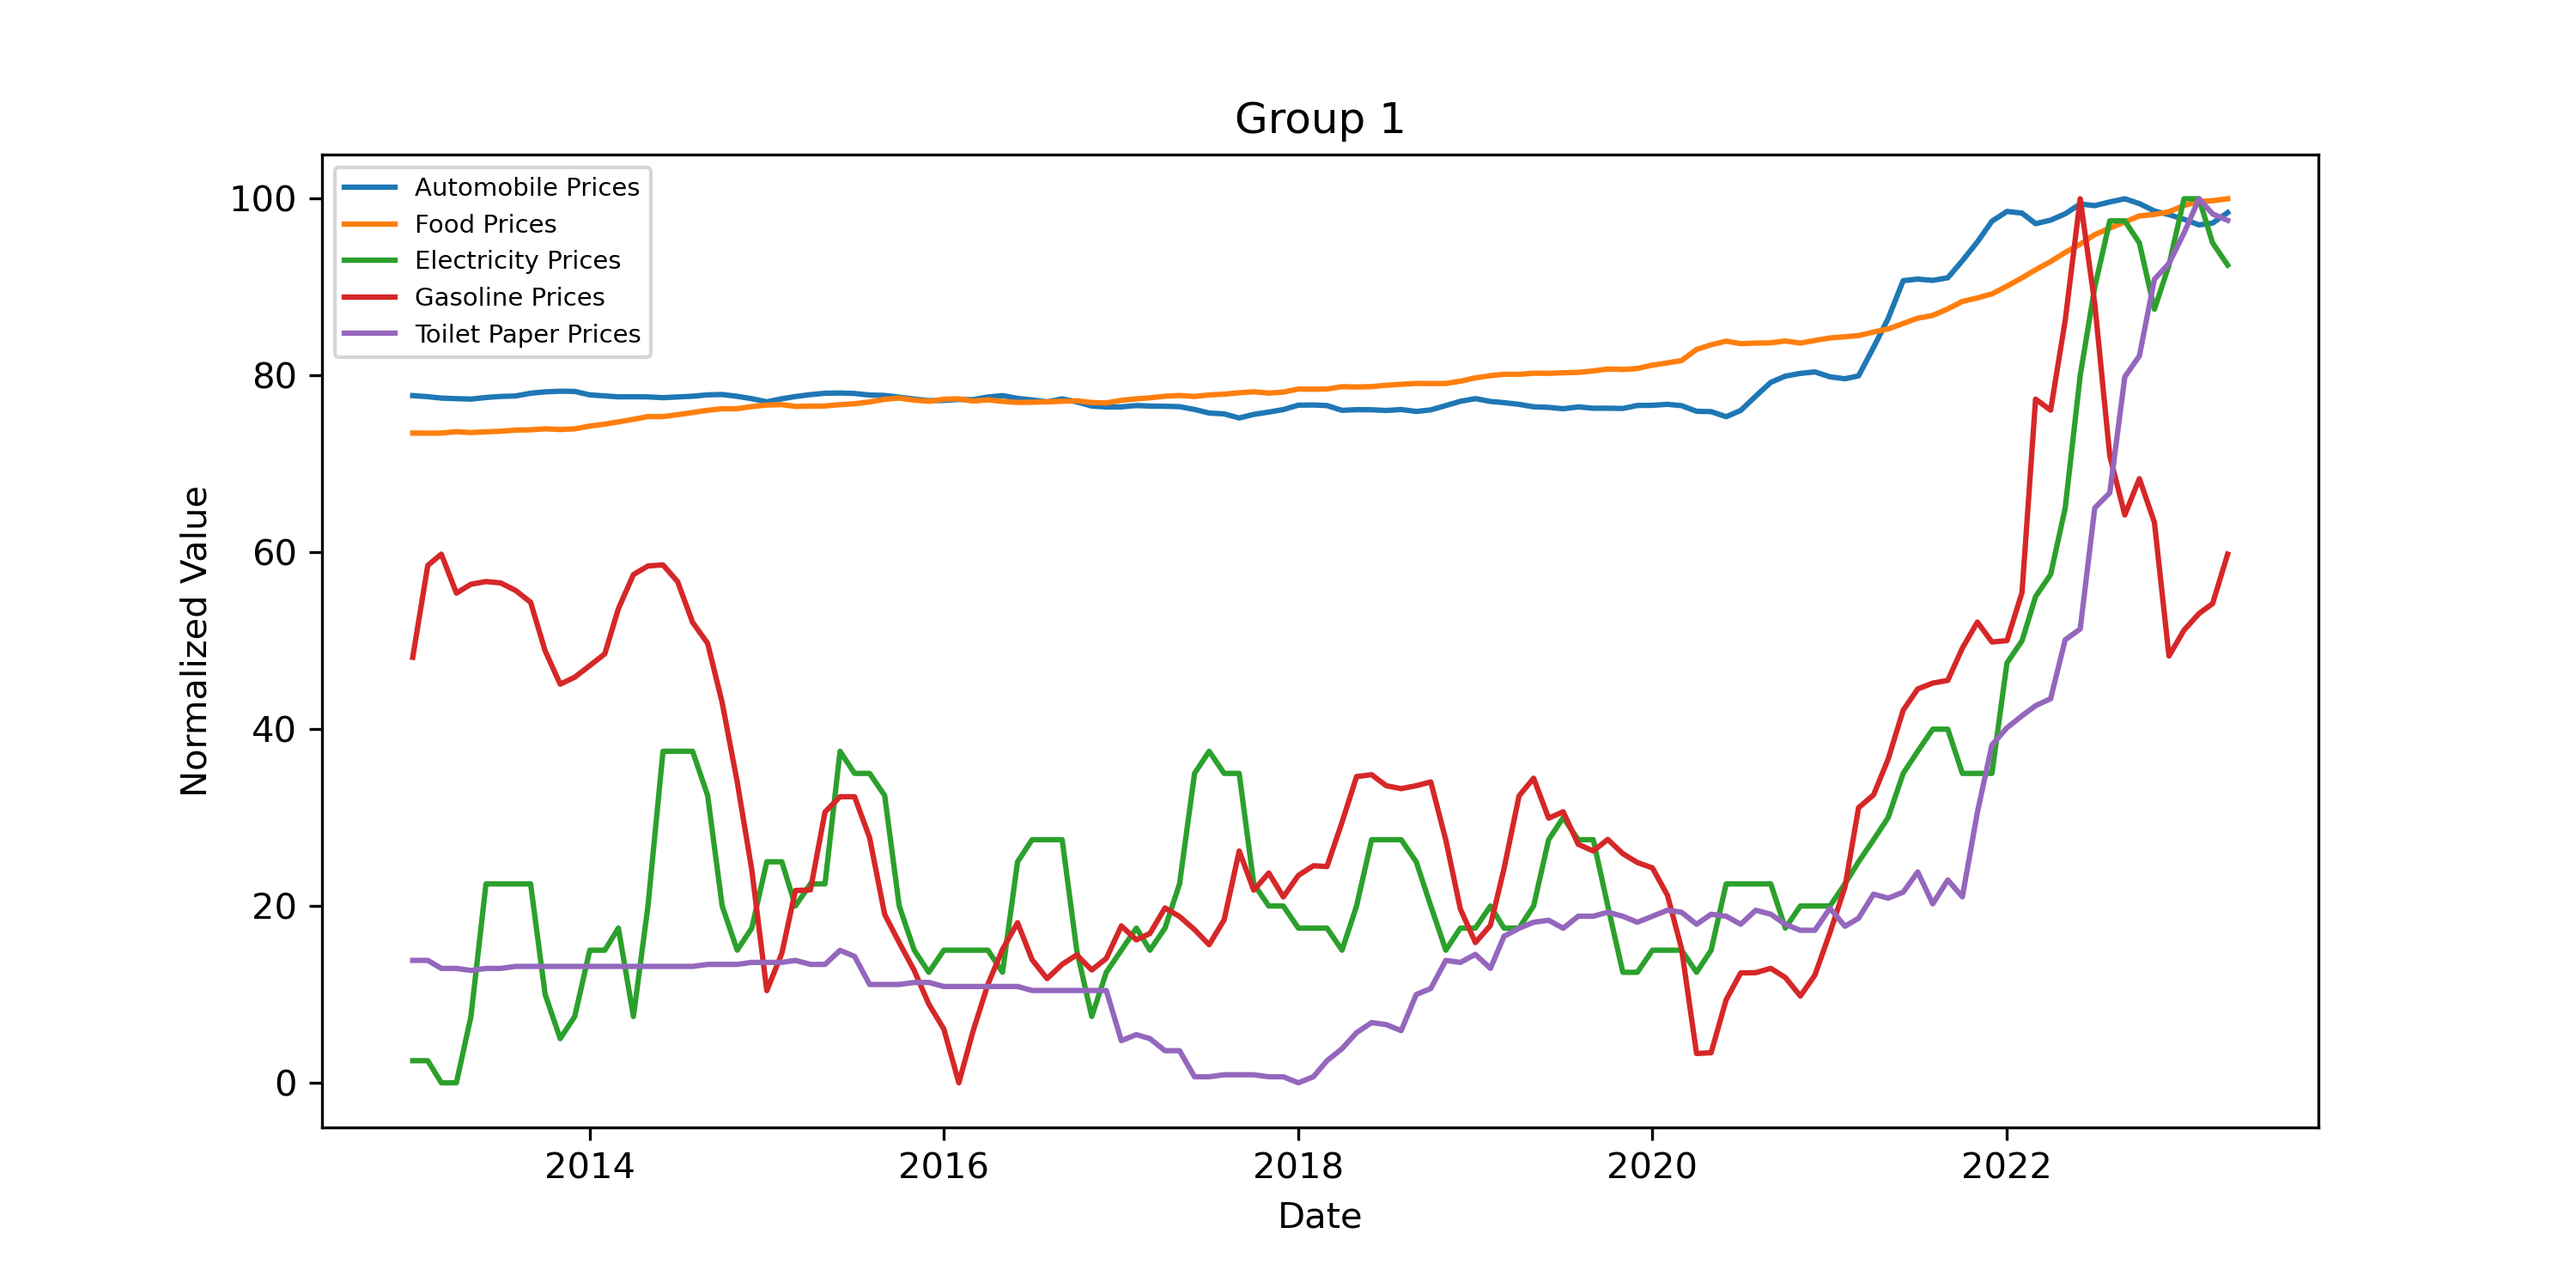 Group 1
Automobile Prices
Food Prices
Electricity Prices
Gasoline Prices
Toilet Paper Prices
Normalized Value
100
80
60
40
20
0
2014 2016 2018 2020 2022
Date